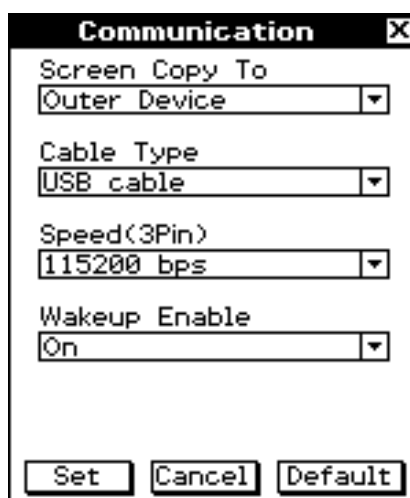 Communication X
Screen Copy To
Outer Device
Cable Type
USB cable
Speed(3Pin)
115200 bps
Wakeup Enable
On
Set Cancel Default